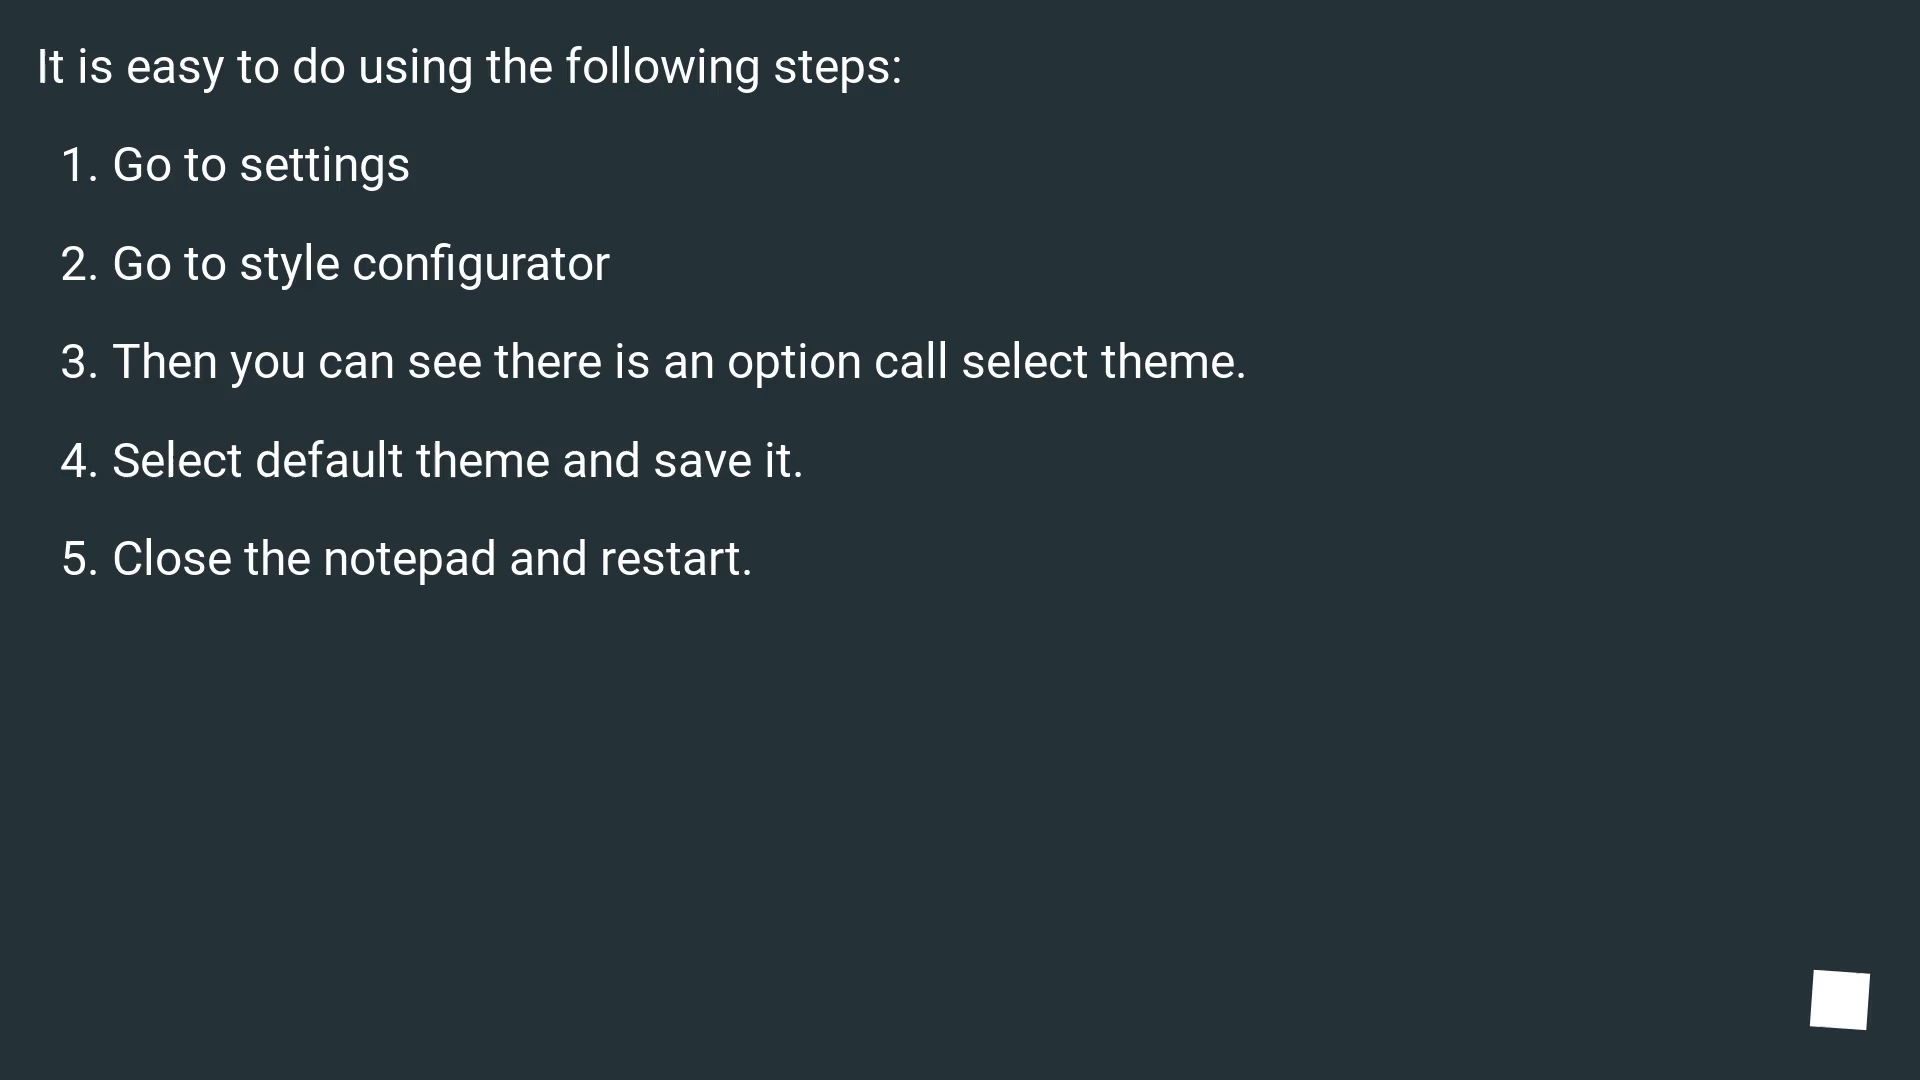 It is easy to do using the following steps:
1. Go to settings
2. Go to style configurator
3. Then you can see there is an option call select theme.
4. Select default theme and save it.
5. Close the notepad and restart.